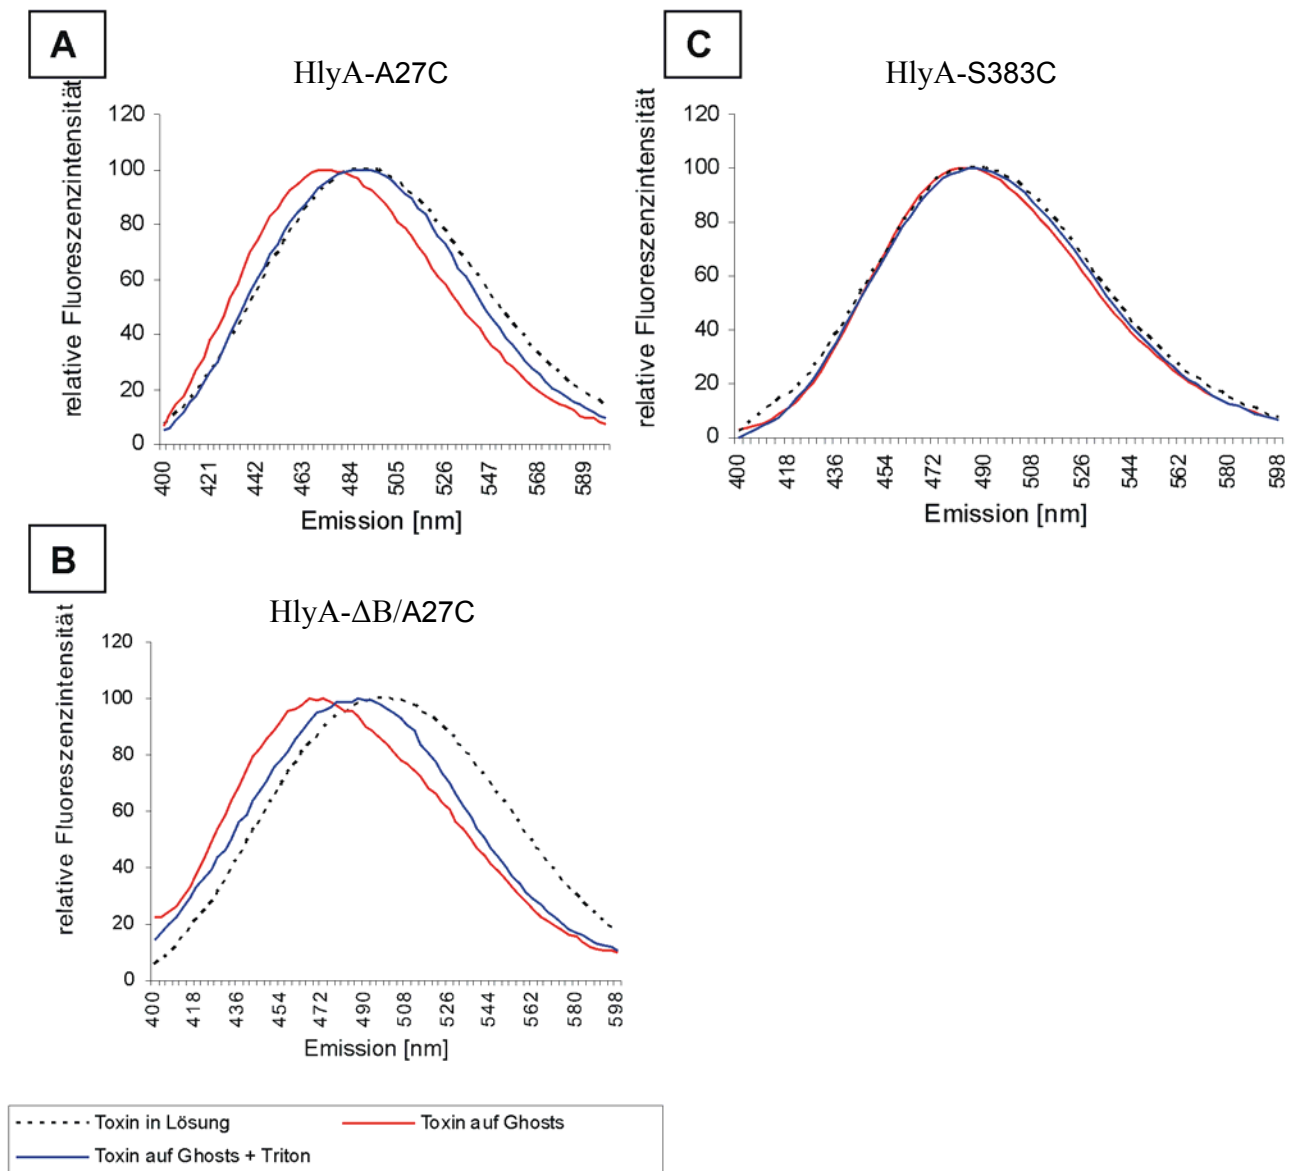 A
HlyA-A27C
relative Fluoreszenzintensität
120
100
80
60
40
20
0
400 421 442 463 484 505 526 547 568 589
Emission [nm]
C
HlyA-S383C
relative Fluoreszenzintensität
120
100
80
60
40
20
0
400 418 436 454 472 490 508 526 544 562 580 598
Emission [nm]
B
HlyA-ΔB/A27C
relative Fluoreszenzintensität
120
100
80
60
40
20
0
400 418 436 454 472 490 508 526 544 562 580 598
Emission [nm]
Toxin in Lösung
Toxin auf Ghosts
Toxin auf Ghosts + Triton